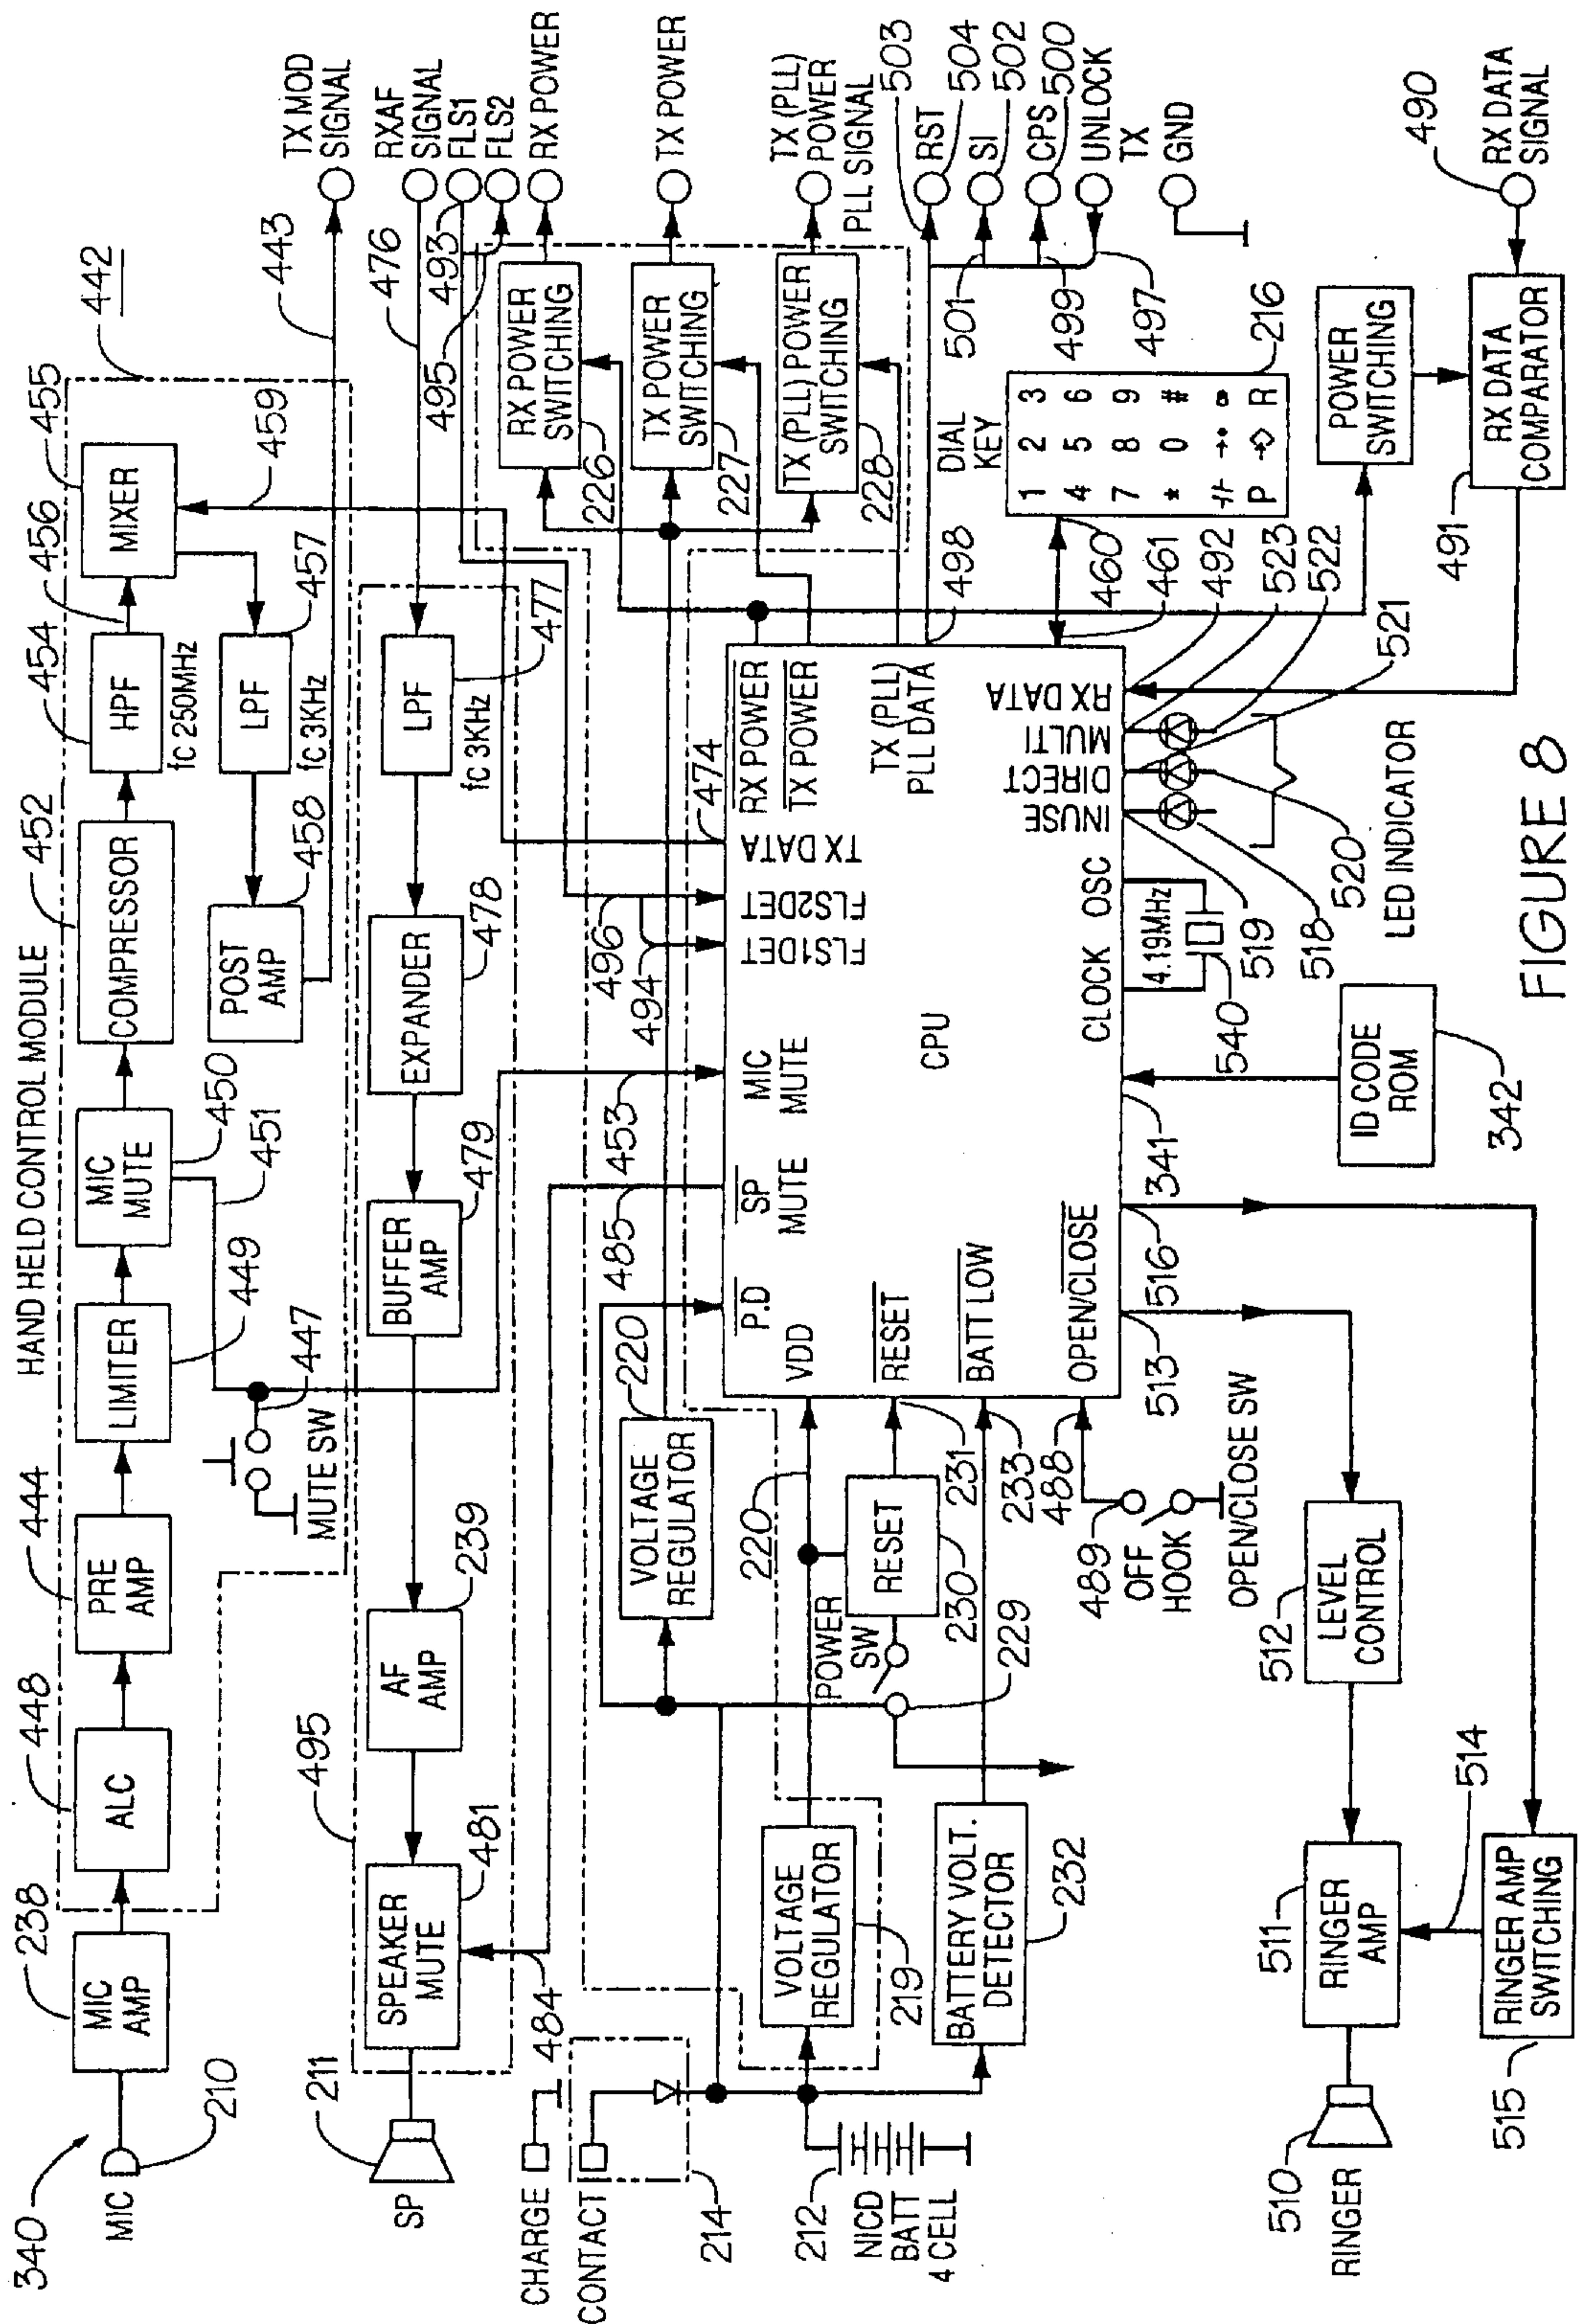 HAND HELD CONTROL MODULE
340
MIC
210
238
MIC
AMP
448
ALC
444
PRE
AMP
LIMITER
449
MIC
MUTE
450
451
452
COMPRESSOR
454
HPF
fc 250MHz
456
455
MIXER
442
459
LPF
fc 3KHz
457
POST
AMP
458
447
MUTE SW
443
TX MOD
SIGNAL
211
SP
495
SPEAKER
MUTE
481
AF
AMP
239
BUFFER
AMP
479
EXPANDER
478
LPF
fc 3KHz
477
476
RXAF
SIGNAL
493
FLS1
495
FLS2
RX POWER
TX POWER
TX (PLL)
POWER
PLL SIGNAL
RX POWER
SWITCHING
226
TX POWER
SWITCHING
227
TX (PLL) POWER
SWITCHING
228
503
RST
504
SI
502
CPS
500
UNLOCK
TX
GND
501
499
497
498
484
CHARGE
CONTACT
214
212
NICD
BATT
4 CELL
VOLTAGE
REGULATOR
219
VOLTAGE
REGULATOR
220
220
POWER
SW
RESET
230
231
229
BATTERY VOLT.
DETECTOR
232
233
488
489
OFF
HOOK
OPEN/CLOSE SW
485
453
494
496
474
P.D
SP
MUTE
MIC
MUTE
FLS1DET
FLS2DET
TX DATA
RX POWER
TX POWER
TX (PLL)
PLL DATA
VDD
RESET
BATT LOW
OPEN/CLOSE
CPU
CLOCK OSC
INUSE
DIRECT
MULTI
RX DATA
4.19MHz
540
DIAL
KEY
1 2 3
4 5 6
7 8 9
* 0 #
P R
216
460
461
492
523
522
521
520
518
519
LED INDICATOR
POWER
SWITCHING
491
RX DATA
COMPARATOR
490
RX DATA
SIGNAL
341
ID CODE
ROM
342
513
516
512
LEVEL
CONTROL
511
RINGER
AMP
514
RINGER AMP
SWITCHING
515
510
RINGER
FIGURE 8